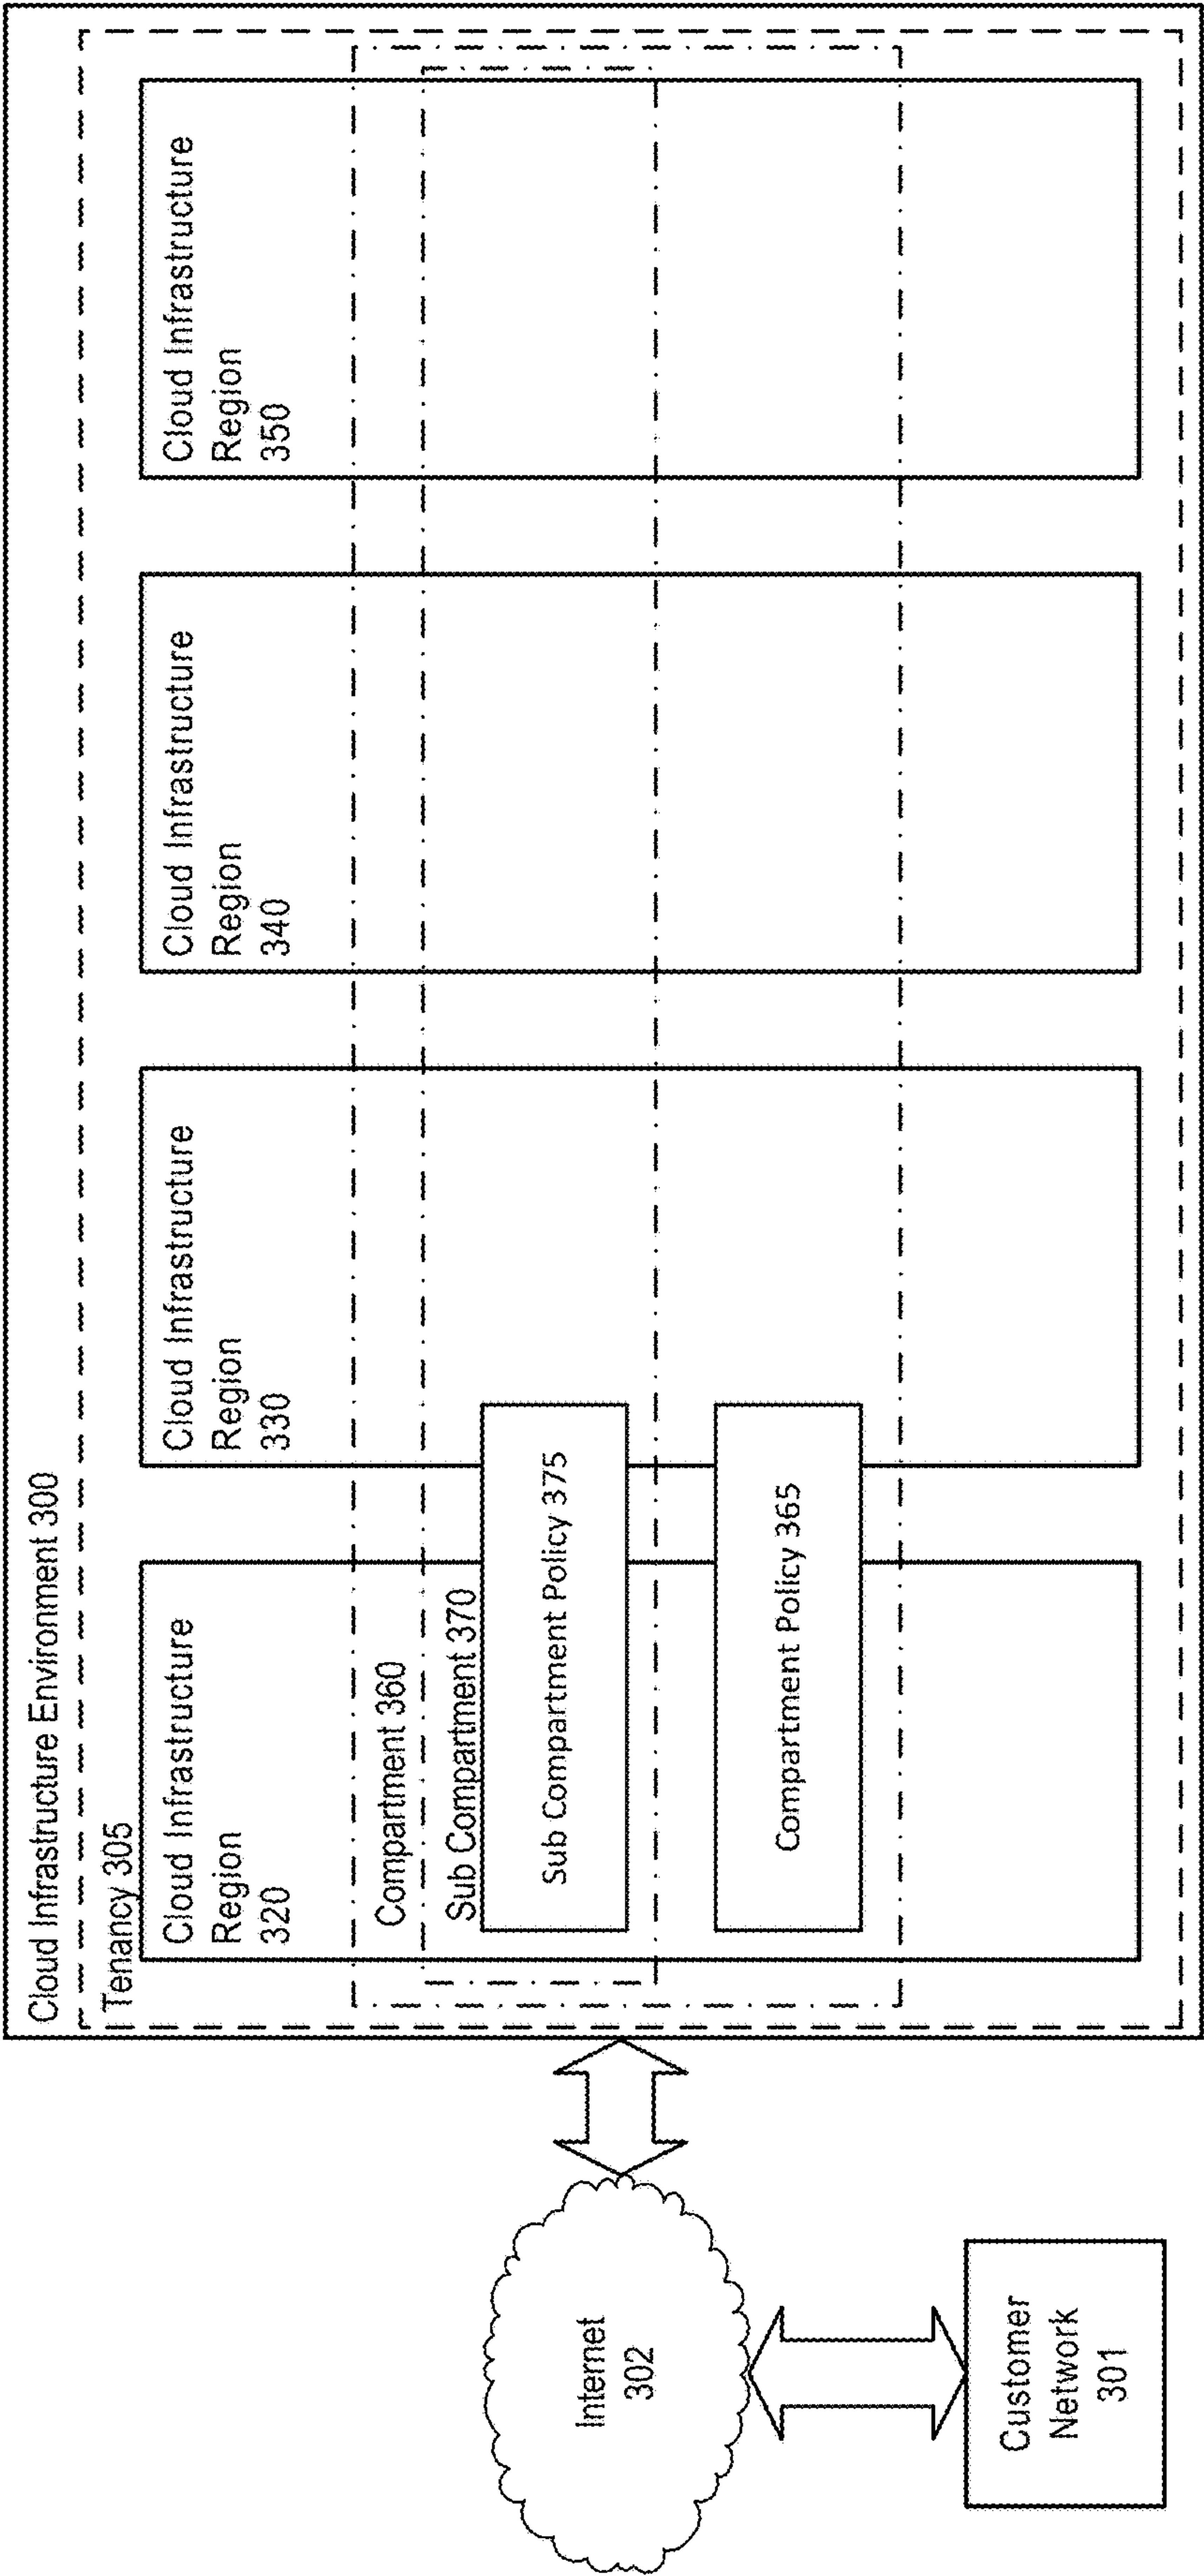 Cloud Infrastructure Environment 300
Tenancy 305
Cloud Infrastructure
Region
320
Cloud Infrastructure
Region
330
Cloud Infrastructure
Region
340
Cloud Infrastructure
Region
350
Compartment 360
Sub Compartment 370
Sub Compartment Policy 375
Compartment Policy 365
Internet
302
Customer
Network
301